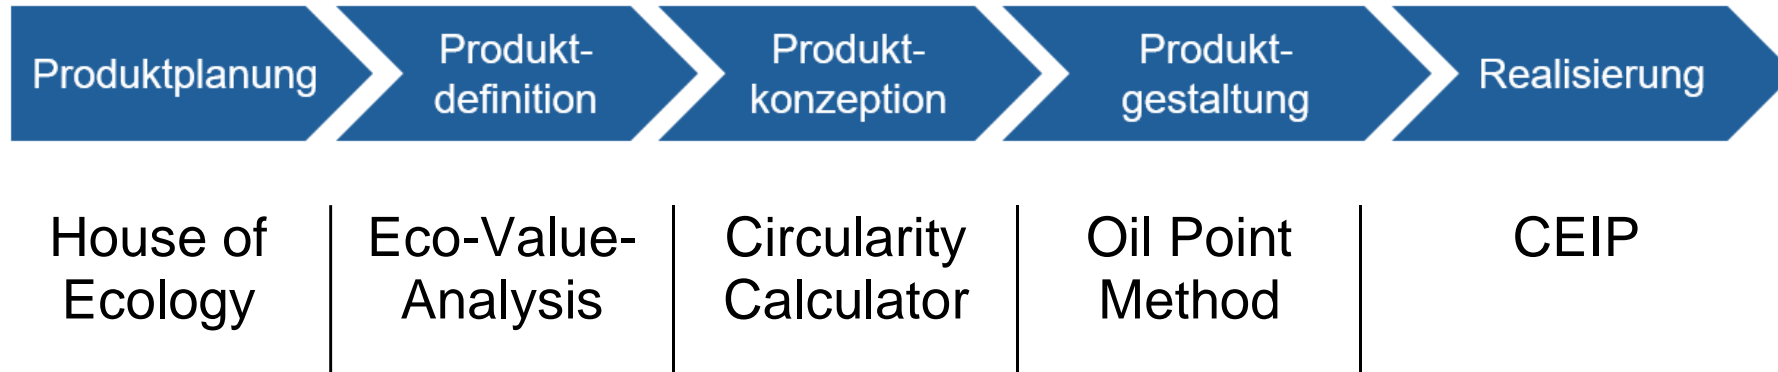 Produktplanung
Produkt-
definition
Produkt-
konzeption
Produkt-
gestaltung
Realisierung
House of
Ecology
Eco-Value-
Analysis
Circularity
Calculator
Oil Point
Method
CEIP